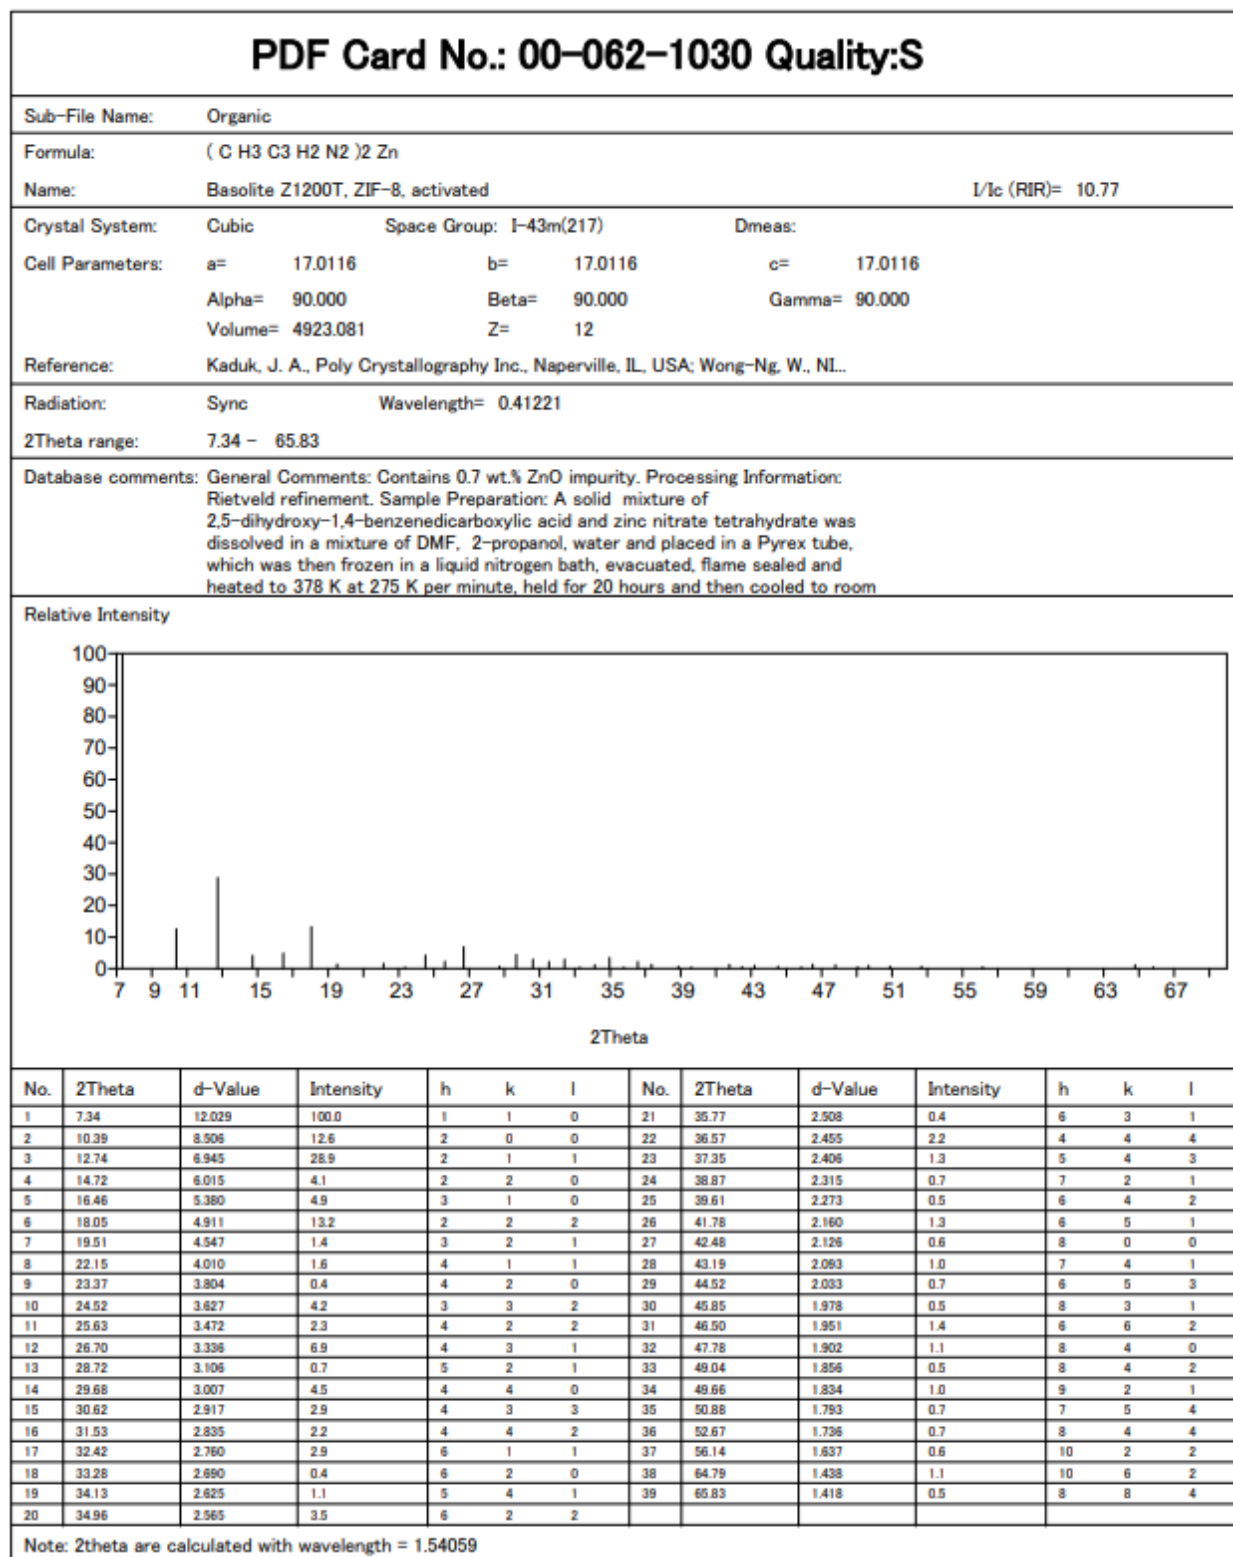 PDF Card No.: 00-062-1030 Quality:S
Sub-File Name: Organic
Formula: ( C H3 C3 H2 N2 )2 Zn
Name: Basolite Z1200T, ZIF-8, activated I/Ic (RIR)= 10.77
Crystal System: Cubic Space Group: I-43m(217) Dmeas:
Cell Parameters: a= 17.0116 b= 17.0116 c= 17.0116
Alpha= 90.000 Beta= 90.000 Gamma= 90.000
Volume= 4923.081 Z= 12
Reference: Kaduk, J. A., Poly Crystallography Inc., Naperville, IL, USA; Wong-Ng, W., NI...
Radiation: Sync Wavelength= 0.41221
2Theta range: 7.34 - 65.83
Database comments: General Comments: Contains 0.7 wt.% ZnO impurity. Processing Information:
Rietveld refinement. Sample Preparation: A solid mixture of
2,5-dihydroxy-1,4-benzenedicarboxylic acid and zinc nitrate tetrahydrate was
dissolved in a mixture of DMF, 2-propanol, water and placed in a Pyrex tube,
which was then frozen in a liquid nitrogen bath, evacuated, flame sealed and
heated to 378 K at 275 K per minute, held for 20 hours and then cooled to room
Relative Intensity
100
90
80
70
60
50
40
30
20
10
0
7 9 11 15 19 23 27 31 35 39 43 47 51 55 59 63 67
2Theta
No. 2Theta d-Value Intensity h k l No. 2Theta d-Value Intensity h k l
1 7.34 12.029 100.0 1 1 0 21 35.77 2.508 0.4 6 3 1
2 10.39 8.506 12.6 2 0 0 22 36.57 2.455 2.2 4 4 4
3 12.74 6.945 28.9 2 1 1 23 37.35 2.406 1.3 5 4 3
4 14.72 6.015 4.1 2 2 0 24 38.87 2.315 0.7 7 2 1
5 16.46 5.380 4.9 3 1 0 25 39.61 2.273 0.5 6 4 2
6 18.05 4.911 13.2 2 2 2 26 41.78 2.160 1.3 6 5 1
7 19.51 4.547 1.4 3 2 1 27 42.48 2.126 0.6 8 0 0
8 22.15 4.010 1.6 4 1 1 28 43.19 2.093 1.0 7 4 1
9 23.37 3.804 0.4 4 2 0 29 44.52 2.033 0.7 6 5 3
10 24.52 3.627 4.2 3 3 2 30 45.85 1.978 0.5 8 3 1
11 25.63 3.472 2.3 4 2 2 31 46.50 1.951 1.4 6 6 2
12 26.70 3.336 6.9 4 3 1 32 47.78 1.902 1.1 8 4 0
13 28.72 3.106 0.7 5 2 1 33 49.04 1.856 0.5 8 4 2
14 29.68 3.007 4.5 4 4 0 34 49.66 1.834 1.0 9 2 1
15 30.62 2.917 2.9 4 3 3 35 50.88 1.793 0.7 7 5 4
16 31.53 2.835 2.2 4 4 2 36 52.67 1.736 0.7 8 4 4
17 32.42 2.760 2.9 6 1 1 37 56.14 1.637 0.6 10 2 2
18 33.28 2.690 0.4 6 2 0 38 64.79 1.438 1.1 10 6 2
19 34.13 2.625 1.1 5 4 1 39 65.83 1.418 0.5 8 8 4
20 34.96 2.565 3.5 6 2 2
Note: 2theta are calculated with wavelength = 1.54059